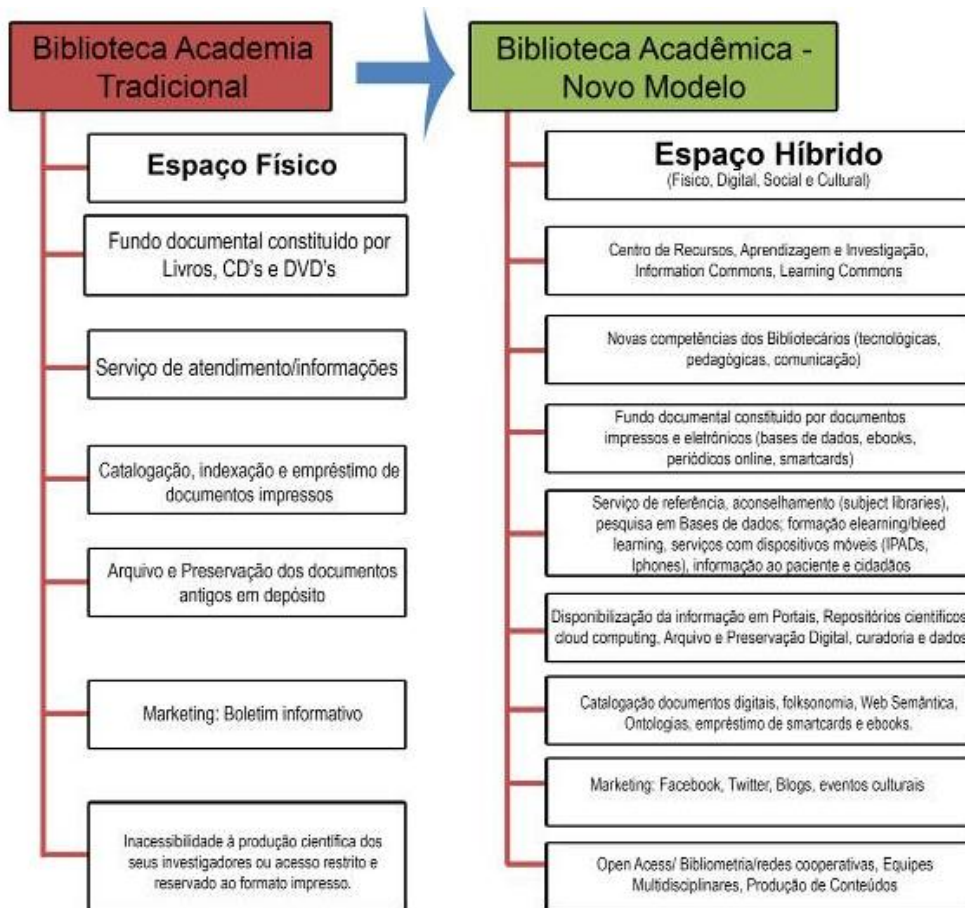 Biblioteca Academia
Tradicional
Espaço Físico
Fundo documental constituido por
Livros, CD's e DVD's
Serviço de atendimento/informações
Catalogação, indexação e empréstimo de
documentos impressos
Arquivo e Preservação dos documentos
antigos em depósito
Marketing: Boletim informativo
Inacessibilidade à produção científica dos
seus investigadores ou acesso restrito e
reservado ao formato impresso.
Biblioteca Acadêmica -
Novo Modelo
Espaço Híbrido
(Fisico, Digital, Social e Cultural)
Centro de Recursos, Aprendizagem e Investigação,
Information Commons, Learning Commons
Novas competências dos Bibliotecários (tecnológicas,
pedagógicas, comunicação)
Fundo documental constituido por documentos
impressos e eletrônicos (bases de dados, ebooks,
periódicos online, smartcards)
Serviço de referência, aconselhamento (subject libraries),
pesquisa em Bases de dados; formação elearning/bleed
learning, serviços com dispositivos móveis (IPADs,
Iphones), informação ao paciente e cidadãos
Disponibilização da informação em Portais, Repositórios científicos
cloud computing, Arquivo e Preservação Digital, curadoria e dados
Catalogação documentos digitais, folksonomia, Web Semântica,
Ontologias, empréstimo de smartcards e ebooks.
Marketing: Facebook, Twitter, Blogs, eventos culturais
Open Acess/ Bibliometria/redes cooperativas, Equipes
Multidisciplinares, Produção de Conteúdos